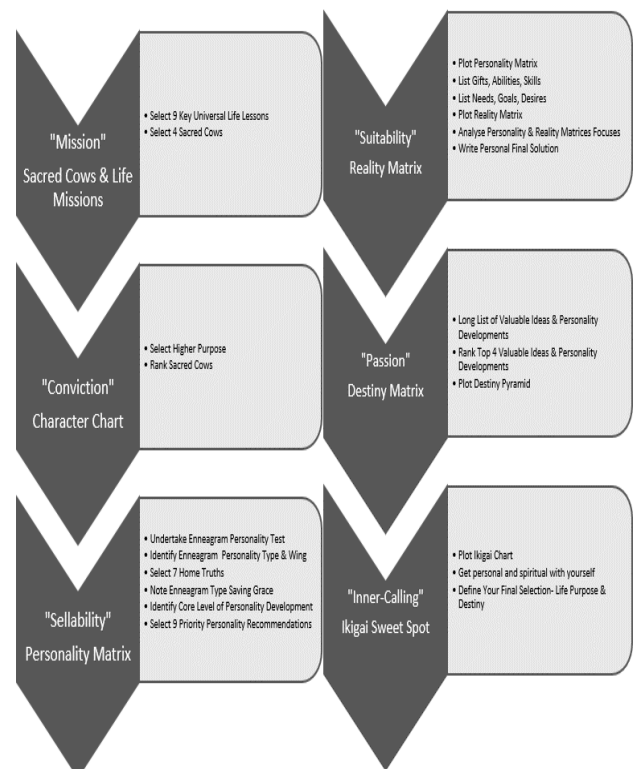 "Mission"
Sacred Cows & Life
Missions
• Select 9 Key Universal Life Lessons
• Select 4 Sacred Cows
"Conviction"
Character Chart
• Select Higher Purpose
• Rank Sacred Cows
"Sellability"
Personality Matrix
• Undertake Enneagram Personality Test
• Identify Enneagram Personality Type & Wing
• Select 7 Home Truths
• Note Enneagram Type Saving Grace
• Identify Core Level of Personality Development
• Select 9 Priority Personality Recommendations
"Suitability"
Reality Matrix
• Plot Personality Matrix
• List Gifts, Abilities, Skills
• List Needs, Goals, Desires
• Plot Reality Matrix
• Analyse Personality & Reality Matrices Focuses
• Write Personal Final Solution
"Passion"
Destiny Matrix
• Long List of Valuable Ideas & Personality
Developments
• Rank Top 4 Valuable Ideas & Personality
Developments
• Plot Destiny Pyramid
"Inner-Calling"
Ikigai Sweet Spot
• Plot Ikigai Chart
• Get personal and spiritual with yourself
• Define Your Final Selection- Life Purpose &
Destiny